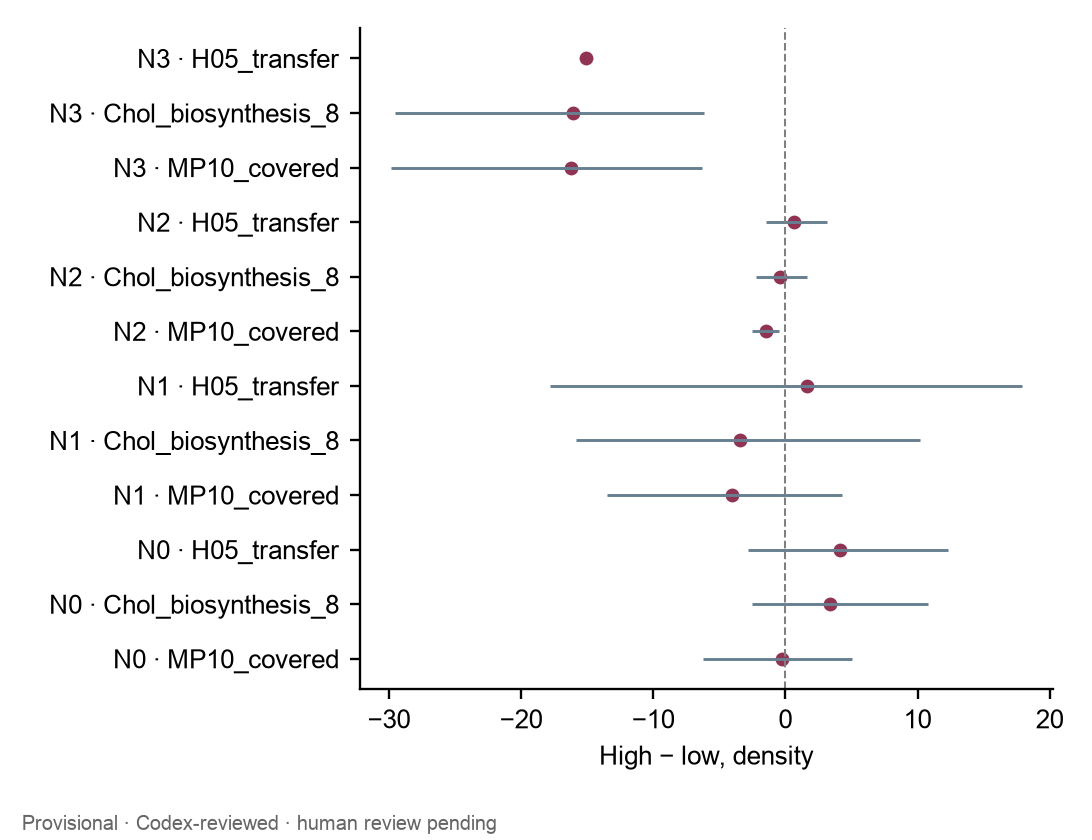 N3 · H05_transfer
N3 · Chol_biosynthesis_8
N3 · MP10_covered
N2 · H05_transfer
N2 · Chol_biosynthesis_8
N2 · MP10_covered
N1 · H05_transfer
N1 · Chol_biosynthesis_8
N1 · MP10_covered
N0 · H05_transfer
N0 · Chol_biosynthesis_8
N0 · MP10_covered
−30 −20 −10 0 10 20
High − low, density
Provisional · Codex-reviewed · human review pending